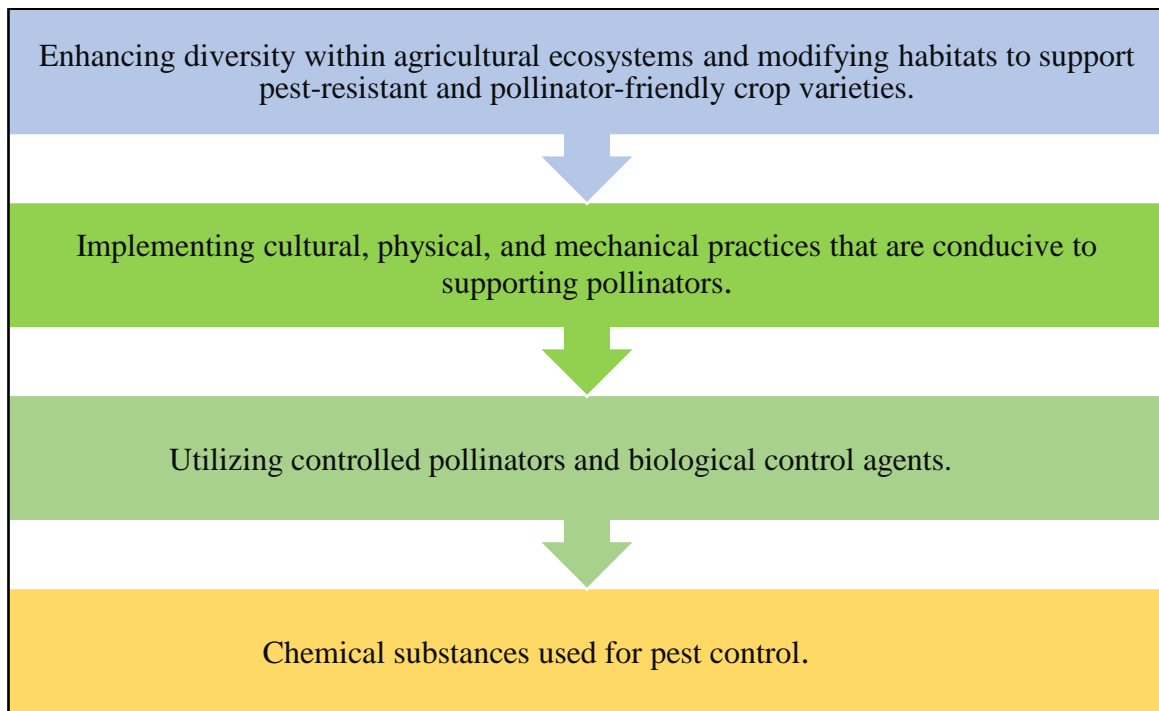 Enhancing diversity within agricultural ecosystems and modifying habitats to support
pest-resistant and pollinator-friendly crop varieties.
Implementing cultural, physical, and mechanical practices that are conducive to
supporting pollinators.
Utilizing controlled pollinators and biological control agents.
Chemical substances used for pest control.